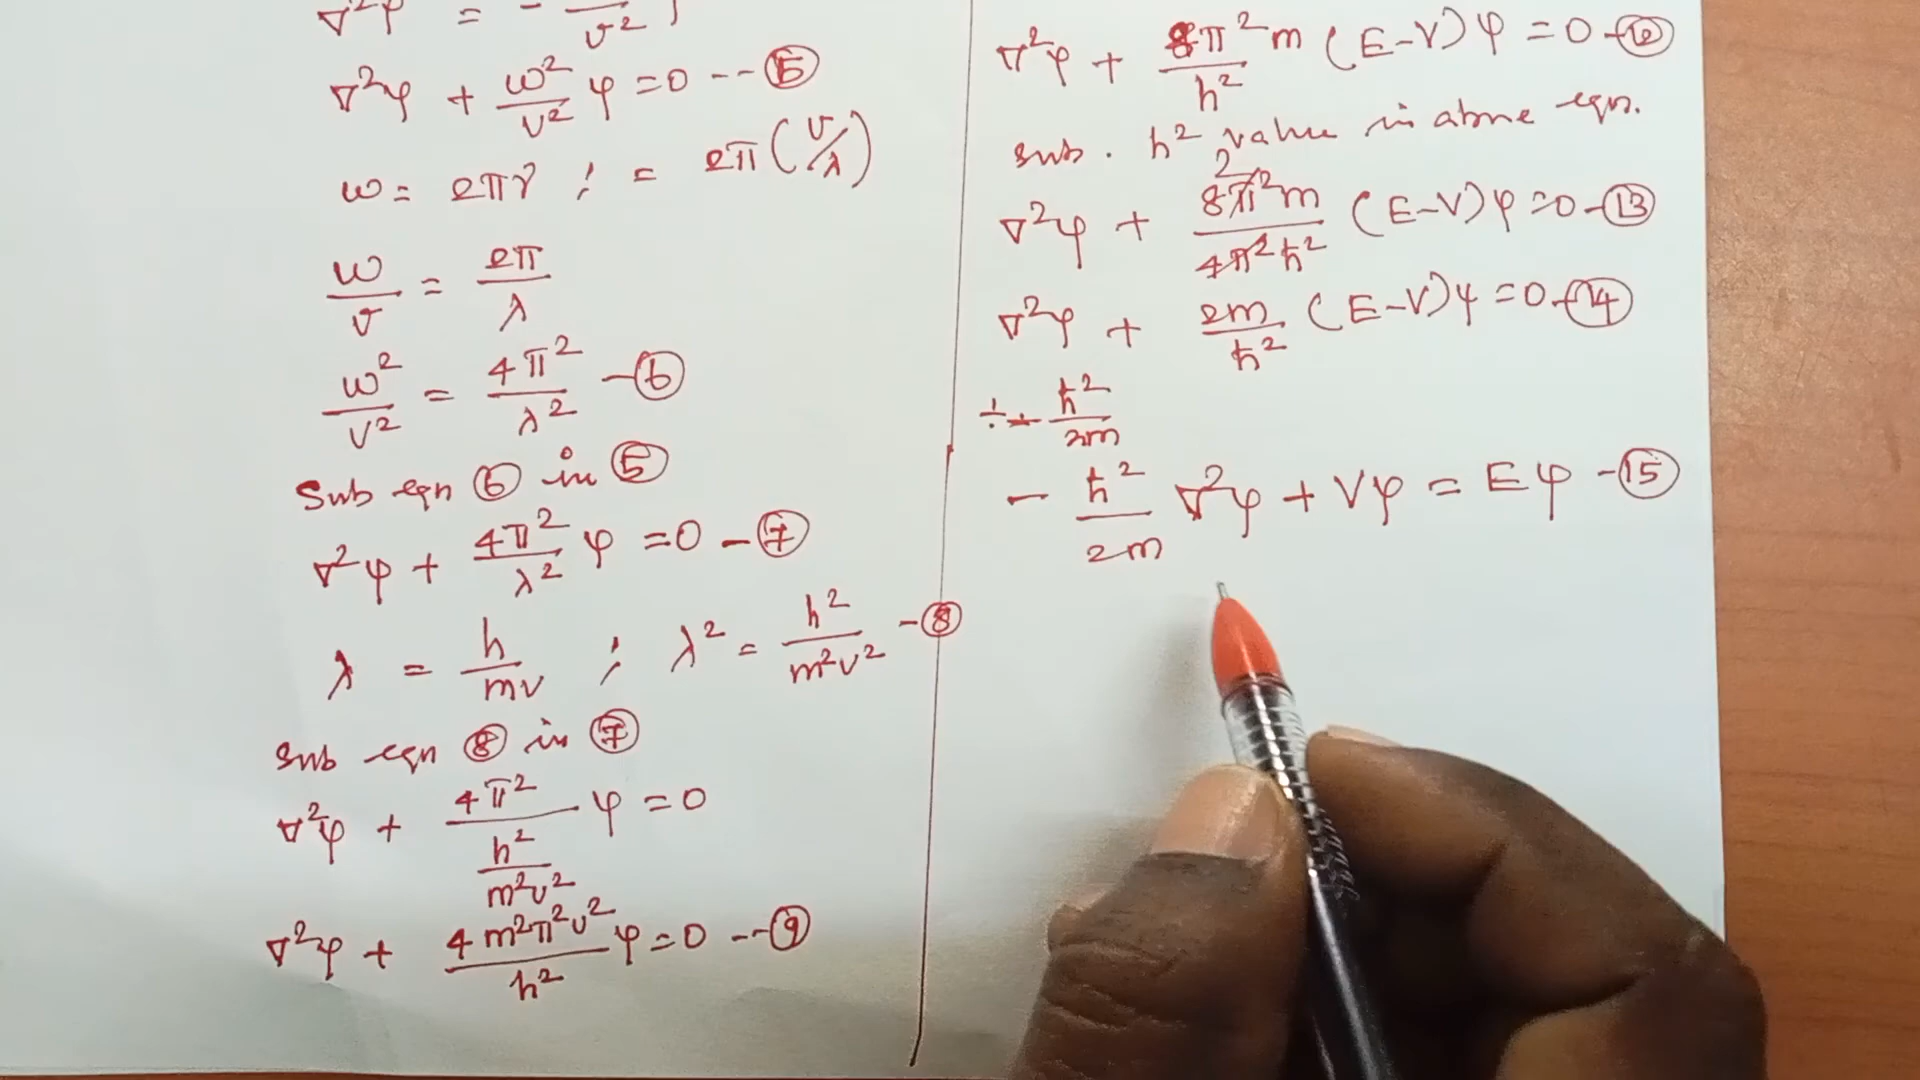 ∇²ψ = - ——/v²
∇²ψ + ω²/v² ψ = 0 -- ⑤
ω = 2πν ; = 2π(v/λ)
ω/v = 2π/λ
ω²/v² = 4π²/λ² - ⑥
Sub eqn ⑥ in ⑤
∇²ψ + 4π²/λ² ψ = 0 - ⑦
λ = h/mv ; λ² = h²/m²v² - ⑧
Sub eqn ⑧ in ⑦
∇²ψ + 4π²/(h²/m²v²) ψ = 0
∇²ψ + 4m²π²v²/h² ψ = 0 -- ⑨
∇²ψ + 8π²m/h² (E-V)ψ = 0 -
sub. h² value in above eqn.
∇²ψ + 8π²m/4π²ħ² (E-V)ψ = 0 - ⑬
2
∇²ψ + 2m/ħ² (E-V)ψ = 0 - ⑭
÷ - ħ²/2m
- ħ²/2m ∇²ψ + Vψ = Eψ - ⑮